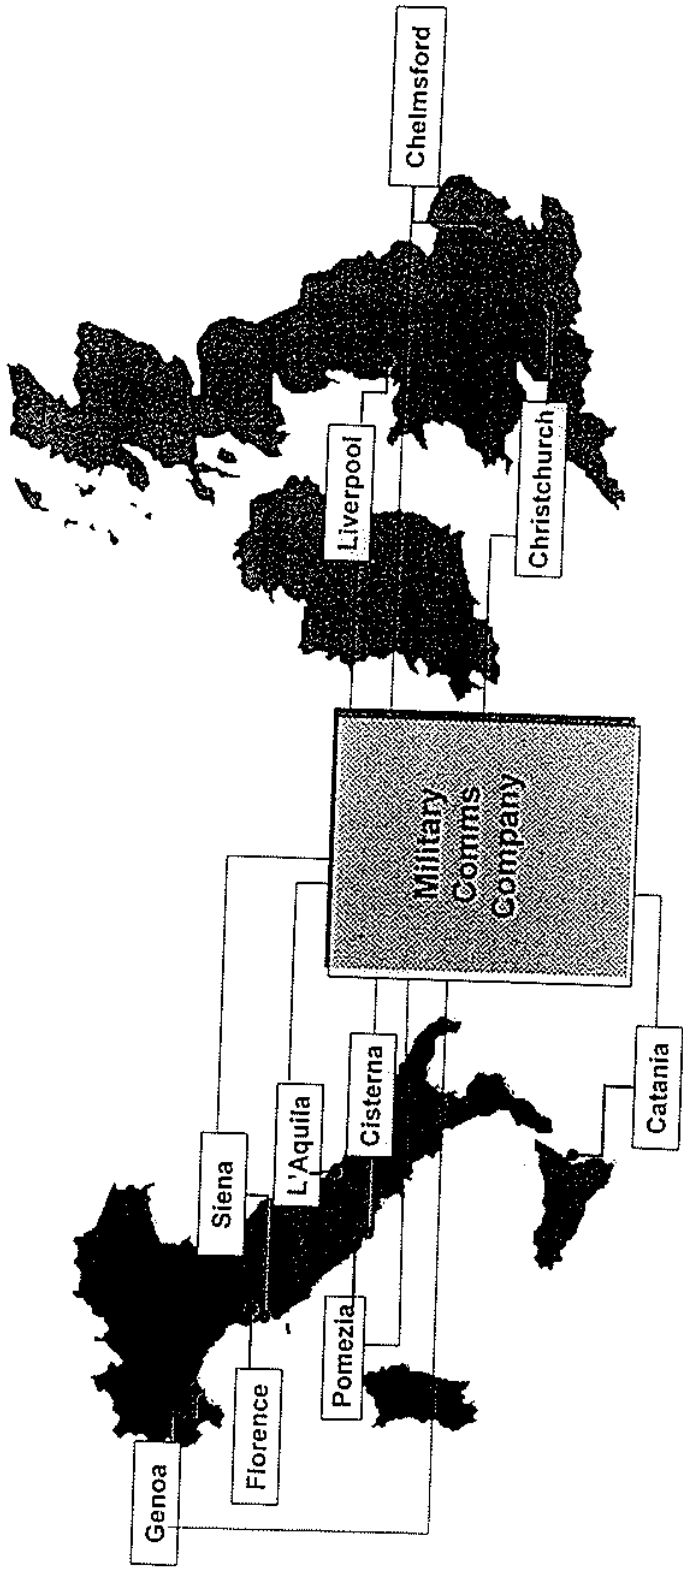 Genoa
Florence
Siena
Pomezia
L'Aquila
Cisterna
Catania
Military
Comms
Company
Liverpool
Christchurch
Chelmsford